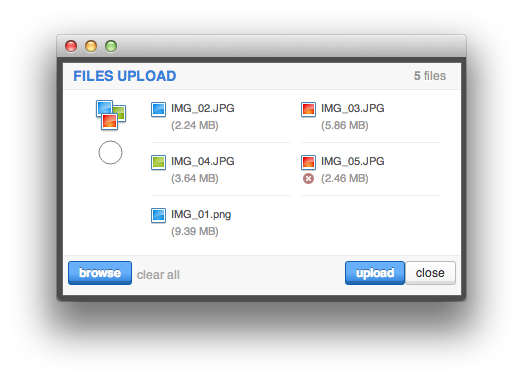 FILES UPLOAD 5 files
IMG_02.JPG IMG_03.JPG
(2.24 MB) (5.86 MB)
IMG_04.JPG IMG_05.JPG
(3.64 MB) (2.46 MB)
IMG_01.png
(9.39 MB)
browse clear all upload close